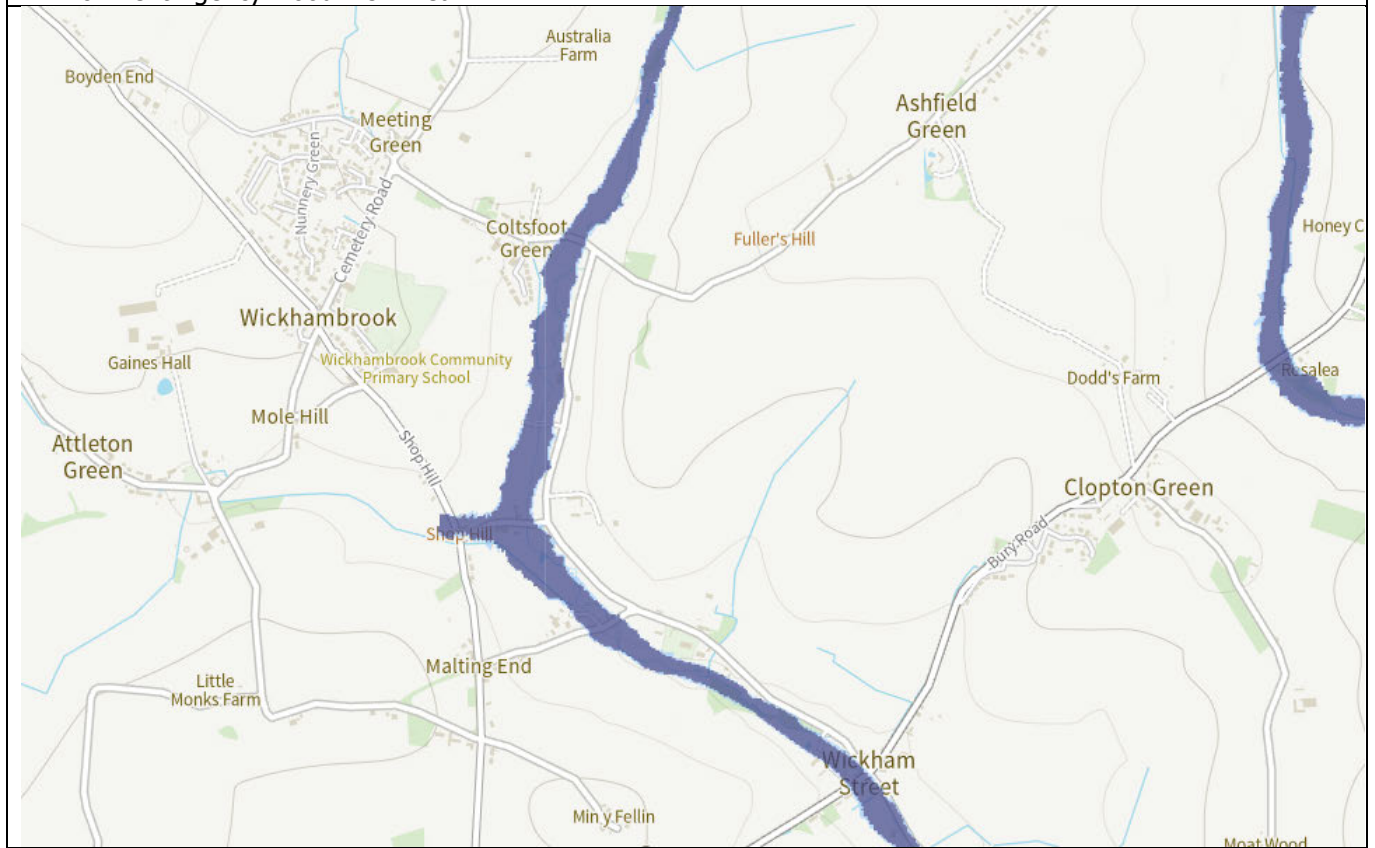 Australia
Farm
Boyden End
Ashfield
Green
Meeting
Green
Nunnery Green
Cemetery Road
Coltsfoot
Green
Fuller's Hill
Honey C
Wickhambrook
Wickhambrook Community
Primary School
Gaines Hall
Rosalea
Dodd's Farm
Mole Hill
Attleton
Green
Shop Hill
Clopton Green
Shop Hill
Bury Road
Malting End
Little
Monks Farm
Wickham
Street
Min y Fellin
Moat Wood